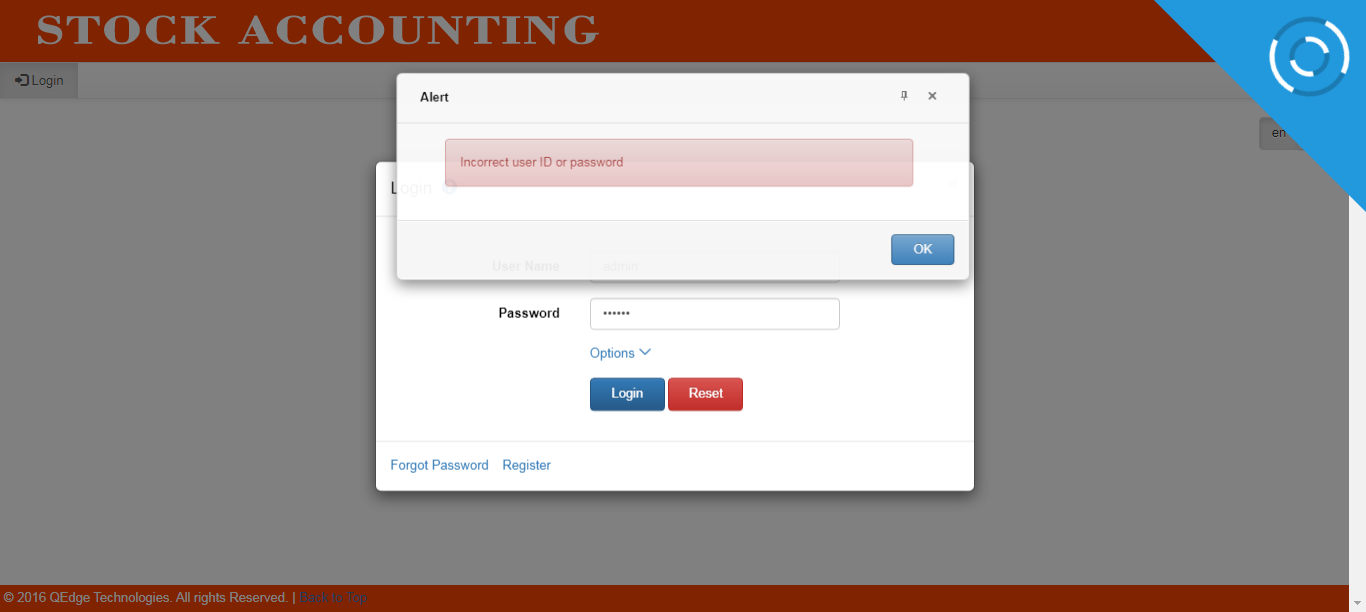 STOCK ACCOUNTING
Login
Alert
en
Incorrect user ID or password
Login
OK
User Name admin
Password ••••••
Options
Login Reset
Forgot Password Register
© 2016 QEdge Technologies. All rights Reserved. | Back to Top